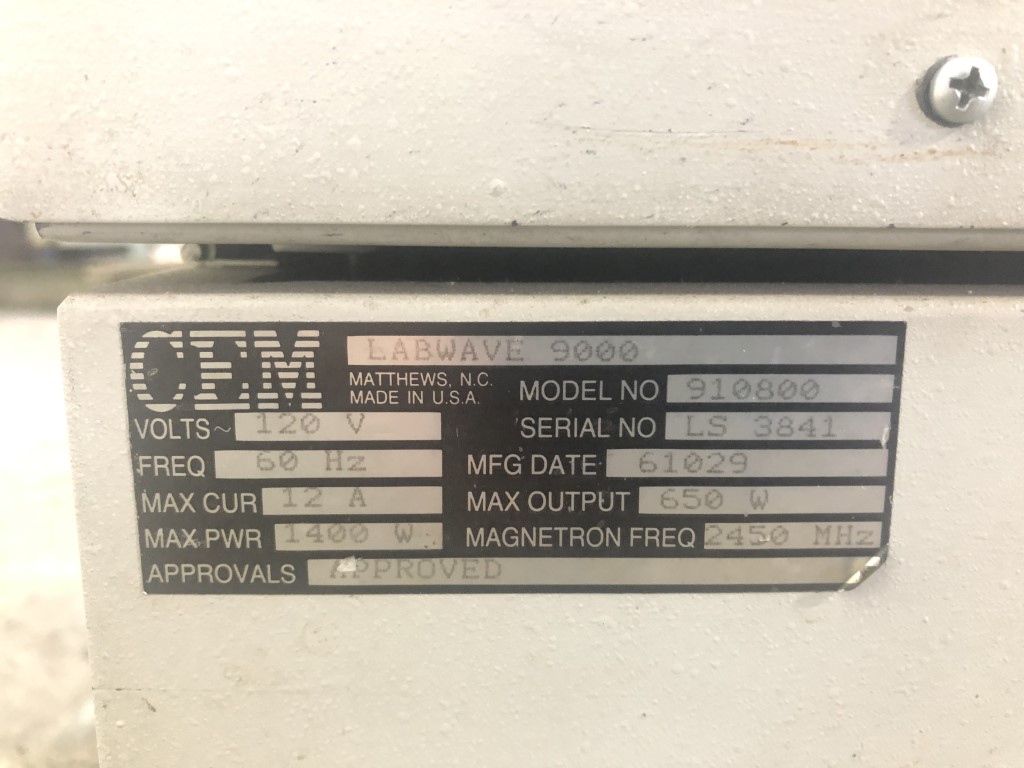 CEM LABWAVE 9000
MATTHEWS, N.C.
MADE IN U.S.A.
MODEL NO 910800
VOLTS~ 120 V SERIAL NO LS 3841
FREQ 60 Hz MFG DATE 61029
MAX CUR 12 A MAX OUTPUT 650 W
MAX PWR 1400 W MAGNETRON FREQ 2450 MHz
APPROVALS APPROVED